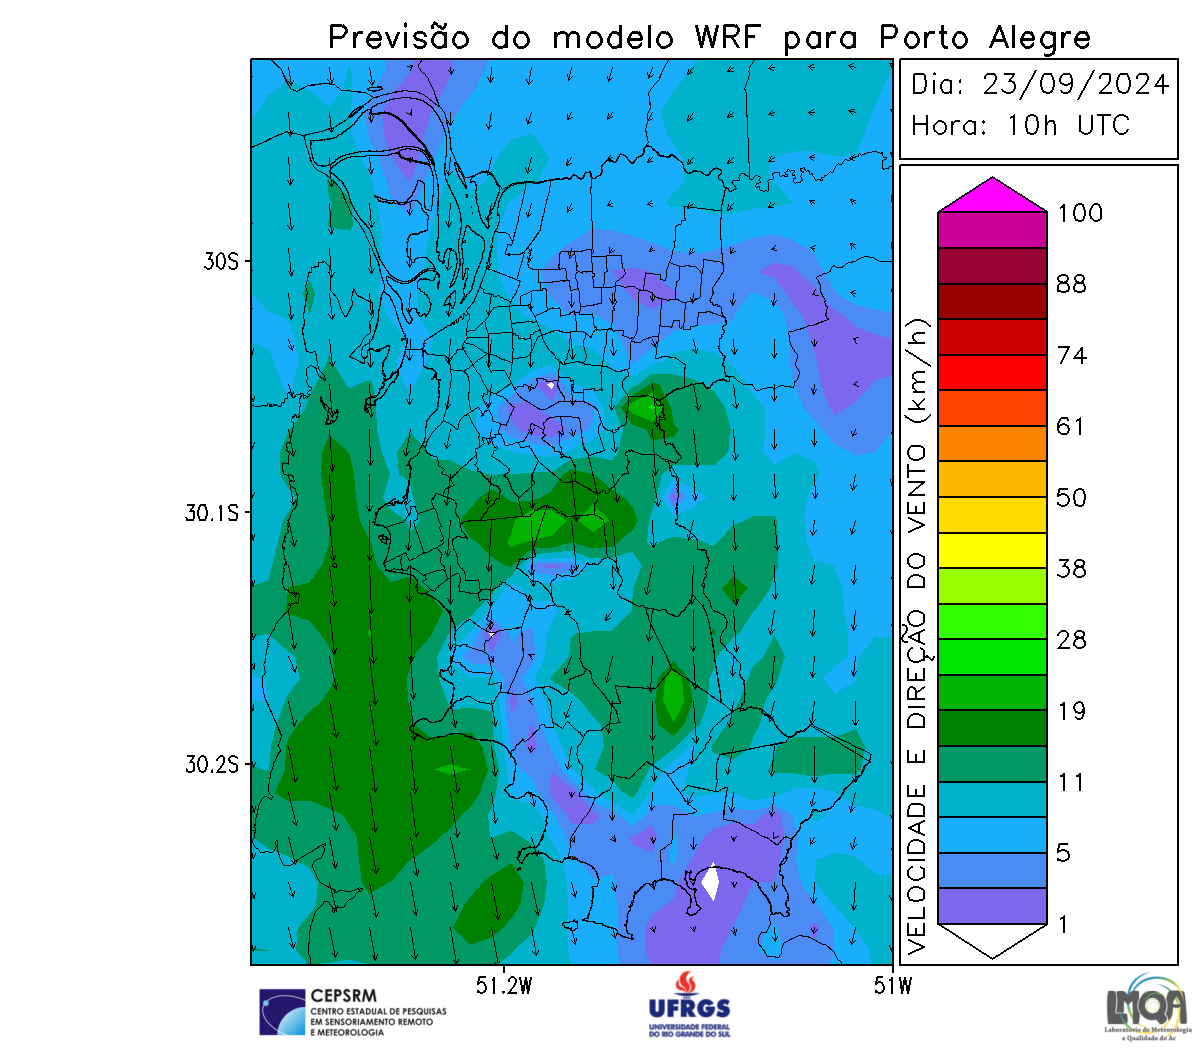 Previsão do modelo WRF para Porto Alegre
Dia: 23/09/2024
Hora: 10h UTC
100
88
74
61
50
38
28
19
11
5
1
VELOCIDADE E DIREÇÃO DO VENTO (km/h)
30S
30.1S
30.2S
51.2W
51W
CEPSRM
CENTRO ESTADUAL DE PESQUISAS
EM SENSORIAMENTO REMOTO
E METEOROLOGIA
UFRGS
UNIVERSIDADE FEDERAL
DO RIO GRANDE DO SUL
LMQA
Laboratório de Meteorologia
e Qualidade do Ar